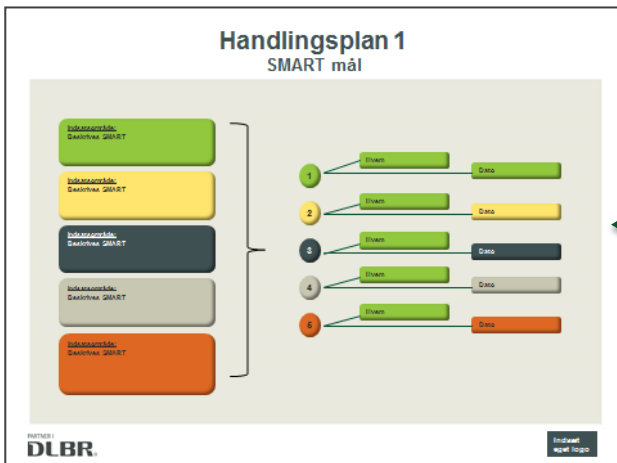 Handlingsplan 1
SMART mål
Indsatsområde:
Beskrives SMART
Indsatsområde:
Beskrives SMART
Indsatsområde:
Beskrives SMART
Indsatsområde:
Beskrives SMART
Indsatsområde:
Beskrives SMART
1
Hvem
Dato
2
Hvem
Dato
3
Hvem
Dato
4
Hvem
Dato
5
Hvem
Dato
PARTNER I
DLBR.
Indsæt
eget logo